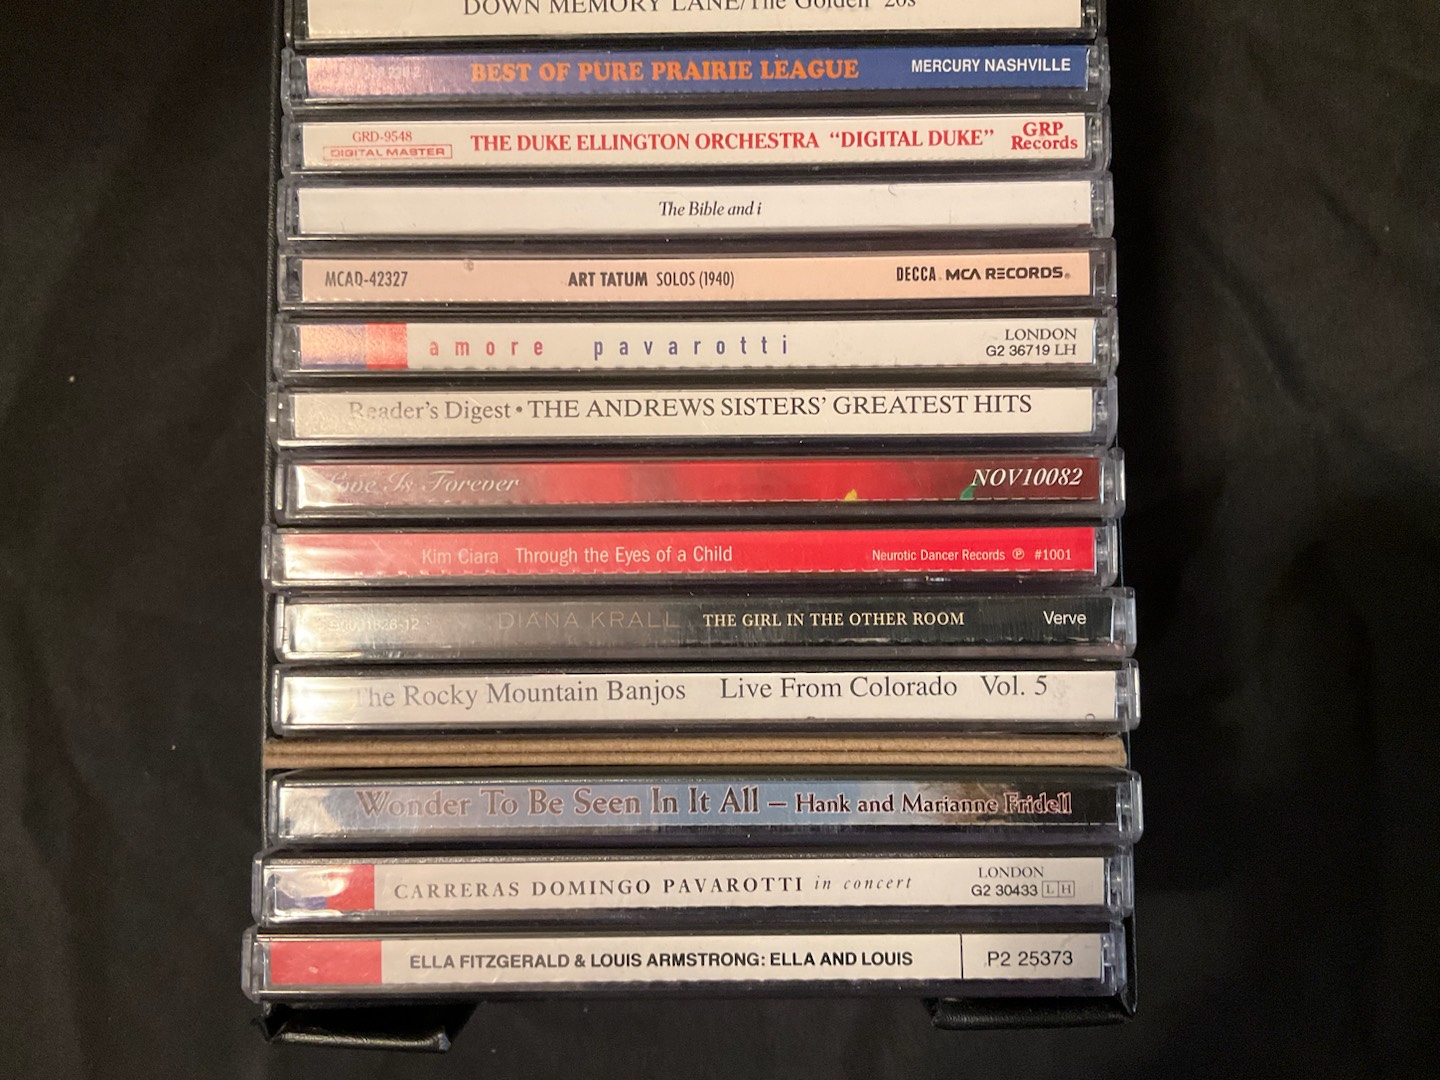 DOWN MEMORY LANE/The Golden '20s
BEST OF PURE PRAIRIE LEAGUE MERCURY NASHVILLE
GRD-9548
DIGITAL MASTER
THE DUKE ELLINGTON ORCHESTRA “DIGITAL DUKE”
GRP
Records
The Bible and i
MCAD-42327 ART TATUM SOLOS (1940) DECCA MCA RECORDS®
amore pavarotti
LONDON
G2 36719 LH
Reader's Digest • THE ANDREWS SISTERS' GREATEST HITS
Love Is Forever NOV10082
Kim Ciara Through the Eyes of a Child Neurotic Dancer Records ℗ #1001
DIANA KRALL THE GIRL IN THE OTHER ROOM Verve
The Rocky Mountain Banjos Live From Colorado Vol. 5
Wonder To Be Seen In It All – Hank and Marianne Fridell
CARRERAS DOMINGO PAVAROTTI in concert
LONDON
G2 30433 LH
ELLA FITZGERALD & LOUIS ARMSTRONG: ELLA AND LOUIS P2 25373